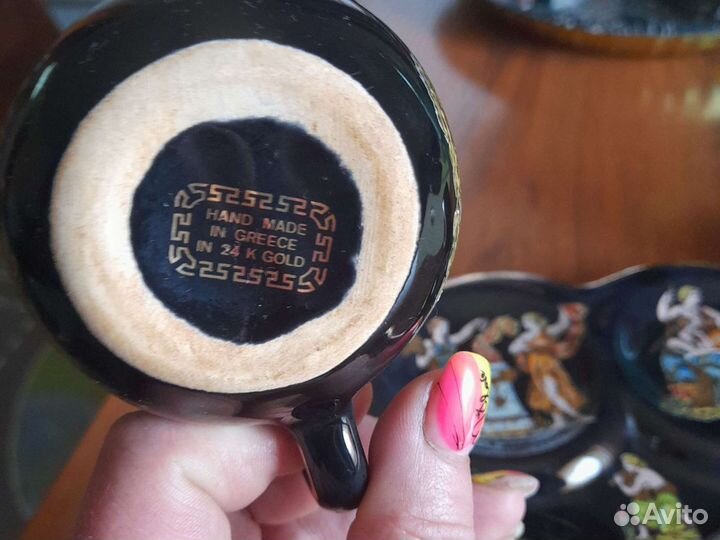 HAND MADE
IN GREECE
IN 24 K GOLD
Avito